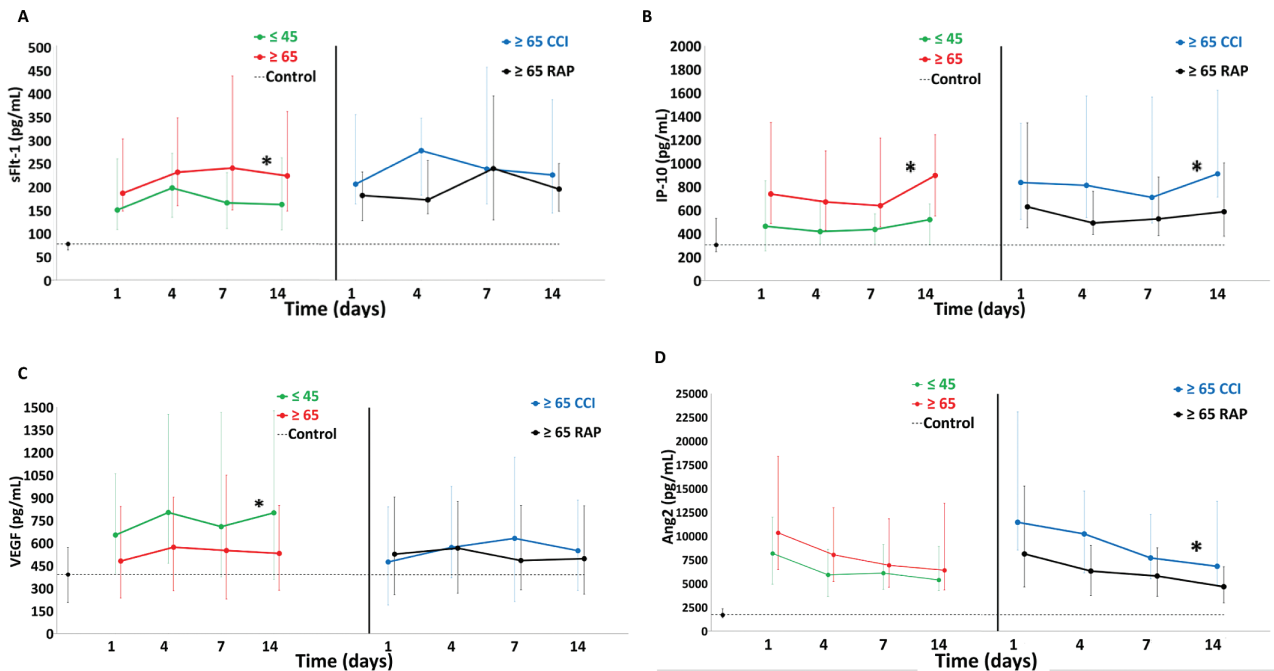 A
sFlt-1 (pg/mL)
500
450
400
350
300
250
200
150
100
50
0
≤ 45
≥ 65
Control
≥ 65 CCI
≥ 65 RAP
*
1 4 7 14 1 4 7 14
Time (days)
B
IP-10 (pg/mL)
2000
1800
1600
1400
1200
1000
800
600
400
200
0
≤ 45
≥ 65
Control
≥ 65 CCI
≥ 65 RAP
* *
1 4 7 14 1 4 7 14
Time (days)
C
VEGF (pg/mL)
1500
1350
1200
1050
900
750
600
450
300
150
0
≤ 45
≥ 65
Control
≥ 65 CCI
≥ 65 RAP
*
1 4 7 14 1 4 7 14
Time (days)
D
Ang2 (pg/mL)
25000
22500
20000
17500
15000
12500
10000
7500
5000
2500
0
≤ 45
≥ 65
Control
≥ 65 CCI
≥ 65 RAP
*
1 4 7 14 1 4 7 14
Time (days)